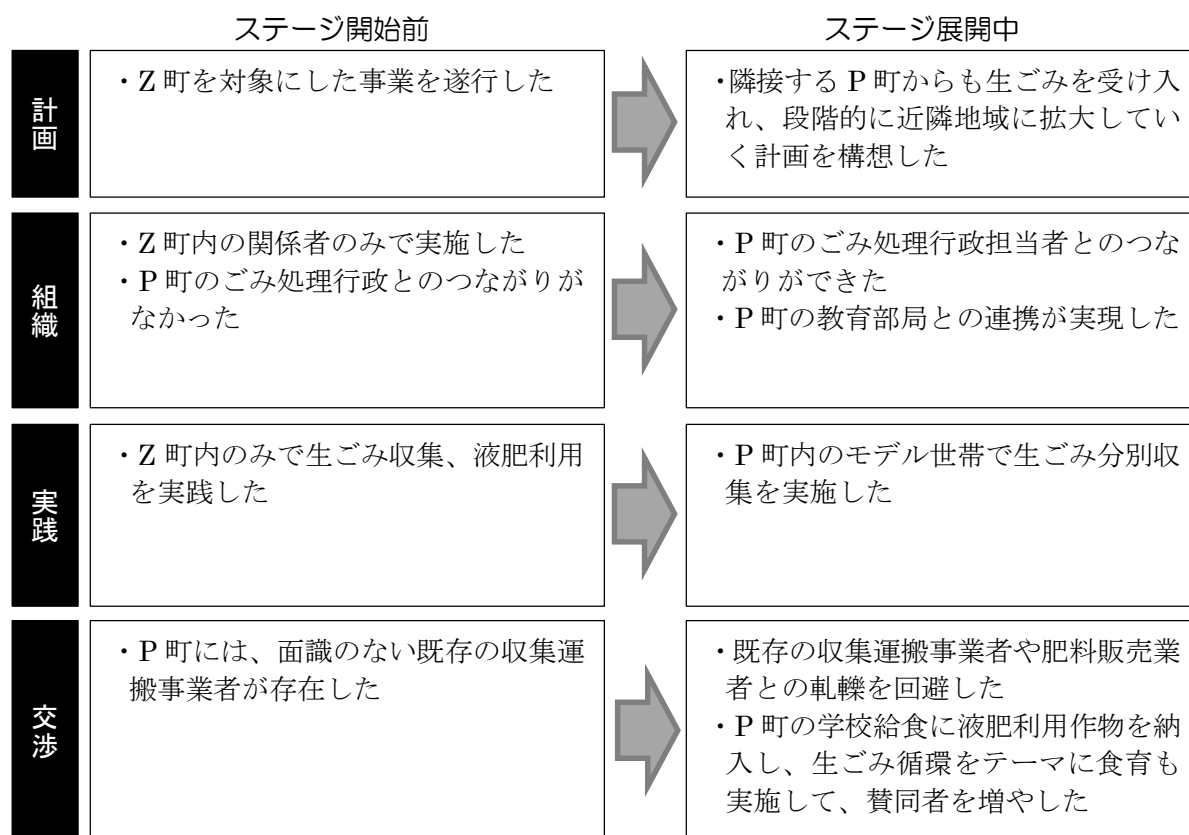 ステージ開始前
ステージ展開中
計画
・Z 町を対象にした事業を遂行した
・隣接する P 町からも生ごみを受け入
れ、段階的に近隣地域に拡大してい
く計画を構想した
組織
・Z 町内の関係者のみで実施した
・P 町のごみ処理行政とのつながりが
なかった
・P 町のごみ処理行政担当者とのつな
がりができた
・P 町の教育部局との連携が実現した
実践
・Z 町内のみで生ごみ収集、液肥利用
を実践した
・P 町内のモデル世帯で生ごみ分別収
集を実施した
交渉
・P 町には、面識のない既存の収集運
搬事業者が存在した
・既存の収集運搬事業者や肥料販売業
者との軋轢を回避した
・P 町の学校給食に液肥利用作物を納
入し、生ごみ循環をテーマに食育も
実施して、賛同者を増やした